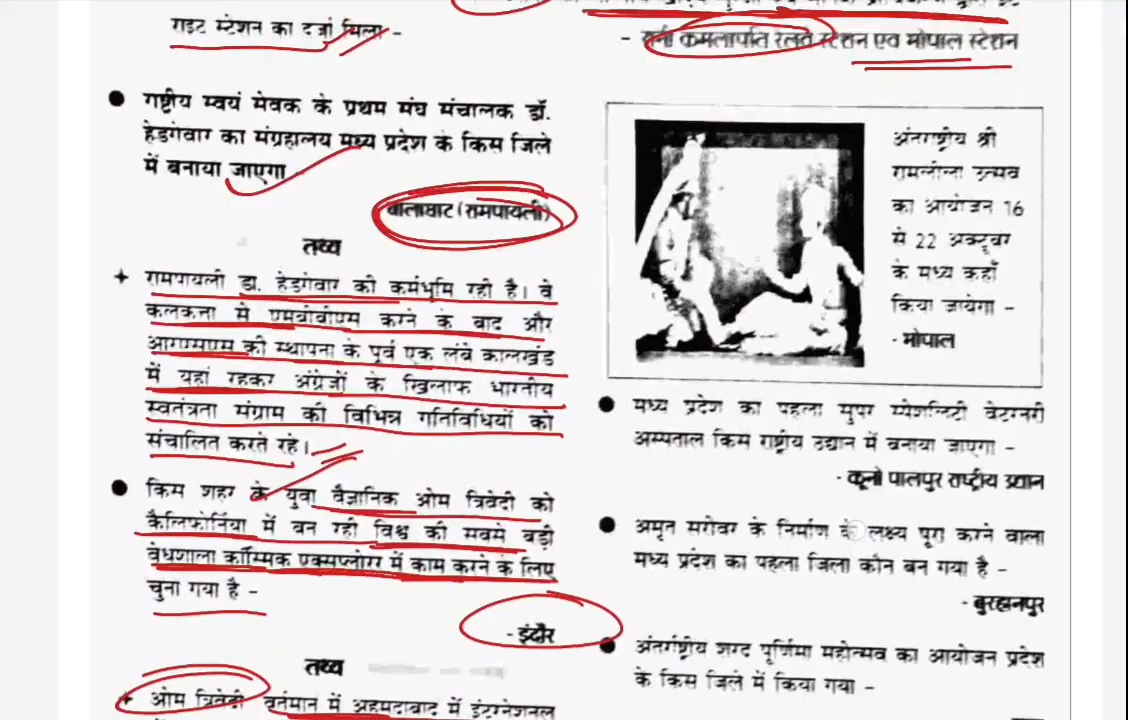 राइट स्टेशन का दर्जा मिला -
राष्ट्रीय स्वयं सेवक के प्रथम संघ संचालक डॉ.
हेडगेवार का संग्रहालय मध्य प्रदेश के किस जिले
में बनाया जाएगा
बालाघाट (रामपायली)
तथ्य
रामपायली डा. हेडगेवार की कर्मभूमि रही है। वे
कलकत्ता से एमबीबीएस करने के बाद और
आरएसएस की स्थापना के पूर्व एक लंबे कालखंड
में यहां रहकर अंग्रेजों के खिलाफ भारतीय
स्वतंत्रता संग्राम की विभिन्न गतिविधियों को
संचालित करते रहे।
किस शहर के युवा वैज्ञानिक ओम त्रिवेदी को
कैलिफोर्निया में बन रही विश्व की सबसे बड़ी
वेधशाला कॉस्मिक एक्सप्लोरर में काम करने के लिए
चुना गया है -
- इंदौर
तथ्य
ओम त्रिवेदी वर्तमान में अहमदाबाद में इंटरनेशनल
- रानी कमलापति रेलवे स्टेशन एवं भोपाल स्टेशन
अंतराष्ट्रीय श्री
रामलीला उत्सव
का आयोजन 16
से 22 अक्टूबर
के मध्य कहाँ
किया जायेगा -
- भोपाल
मध्य प्रदेश का पहला सुपर स्पेशलिटी वेटरनरी
अस्पताल किस राष्ट्रीय उद्यान में बनाया जाएगा -
- कूनो पालपुर राष्ट्रीय उद्यान
अमृत सरोवर के निर्माण के लक्ष्य पूरा करने वाला
मध्य प्रदेश का पहला जिला कौन बन गया है -
- बुरहानपुर
अंतर्राष्ट्रीय शरद पूर्णिमा महोत्सव का आयोजन प्रदेश
के किस जिले में किया गया -